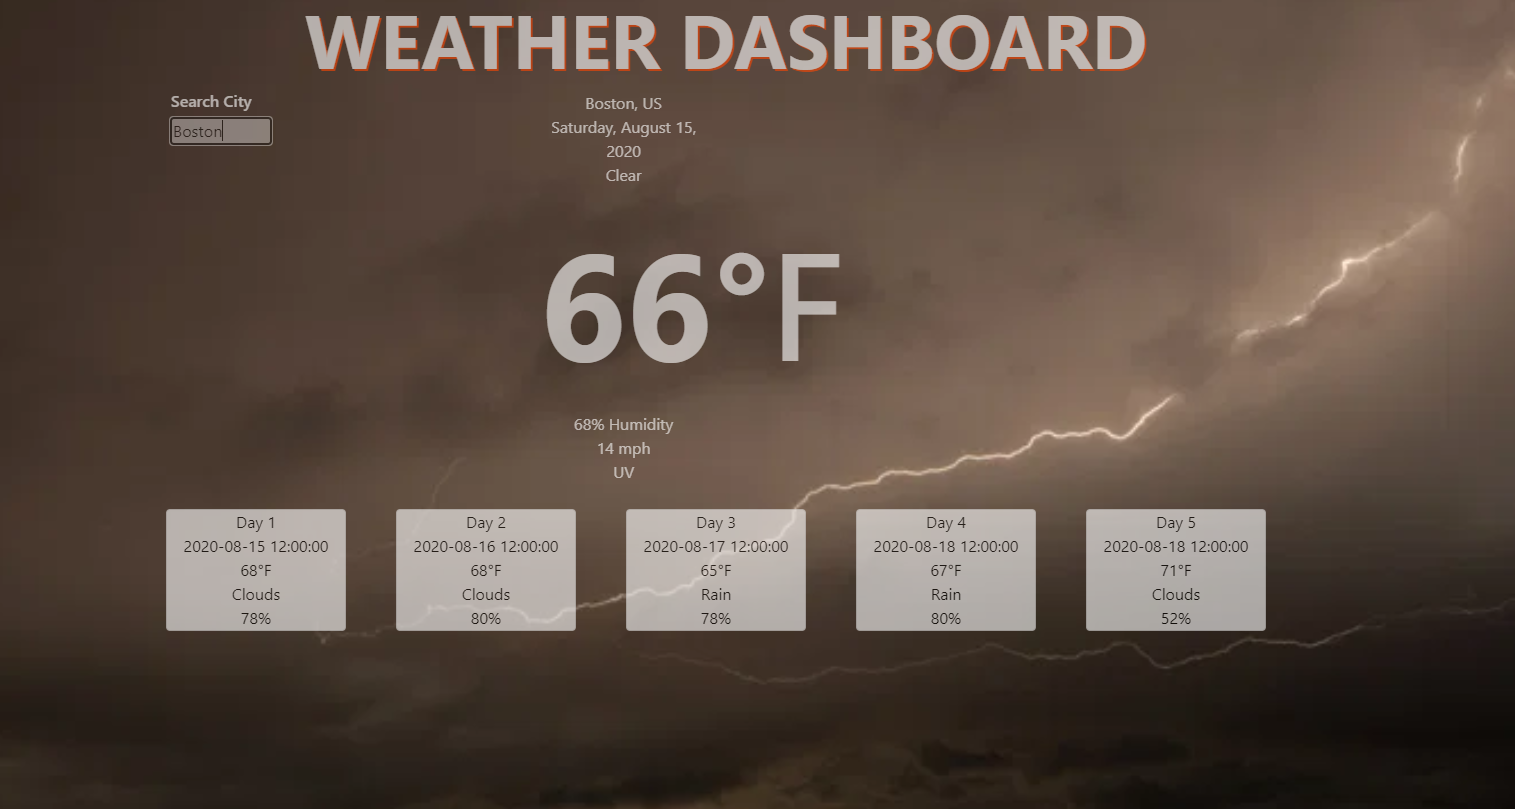 WEATHER DASHBOARD
Search City
Boston
Boston, US
Saturday, August 15,
2020
Clear
66°F
68% Humidity
14 mph
UV
Day 1
2020-08-15 12:00:00
68°F
Clouds
78%
Day 2
2020-08-16 12:00:00
68°F
Clouds
80%
Day 3
2020-08-17 12:00:00
65°F
Rain
78%
Day 4
2020-08-18 12:00:00
67°F
Rain
80%
Day 5
2020-08-18 12:00:00
71°F
Clouds
52%